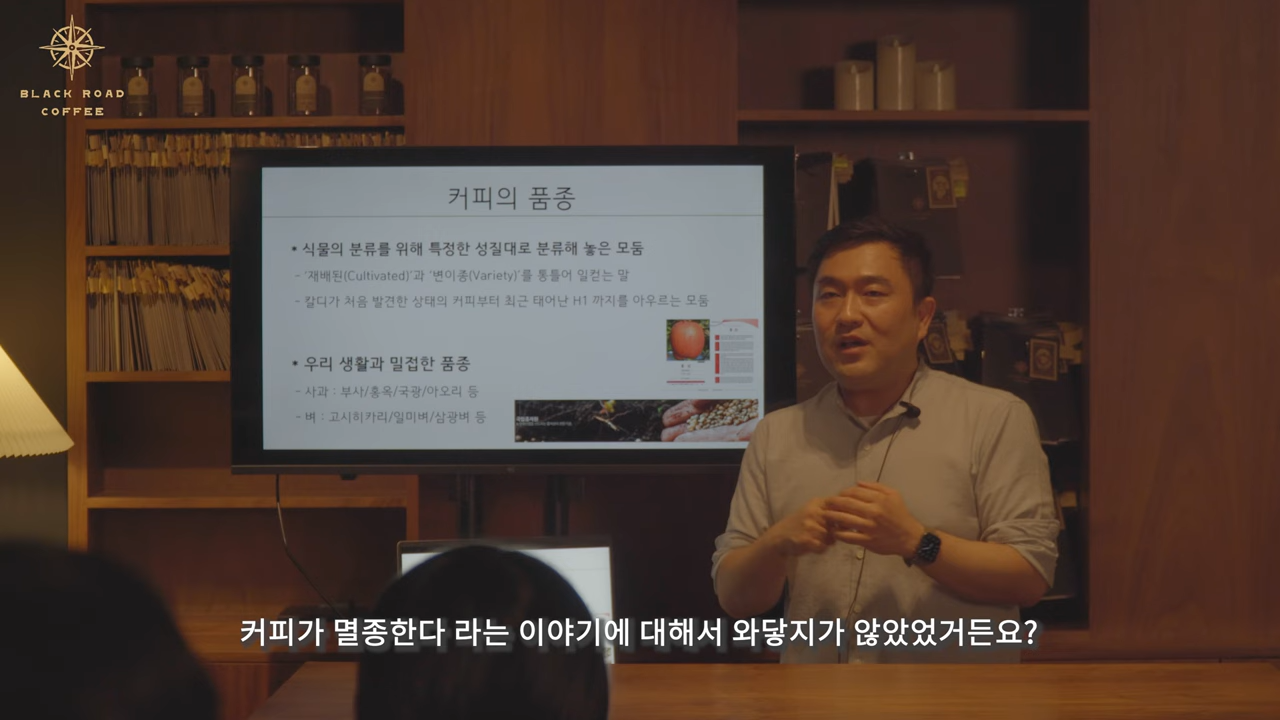 BLACK ROAD
COFFEE
커피의 품종
* 식물의 분류를 위해 특정한 성질대로 분류해 놓은 모둠
- '재배된(Cultivated)'과 '변이종(Variety)'를 통틀어 일컫는 말
- 칼디가 처음 발견한 상태의 커피부터 최근 태어난 H1 까지를 아우르는 모둠
* 우리 생활과 밀접한 품종
- 사과 : 부사/홍옥/국광/아오리 등
- 벼 : 고시히카리/일미벼/삼광벼 등
커피가 멸종한다 라는 이야기에 대해서 와닿지가 않았었거든요?